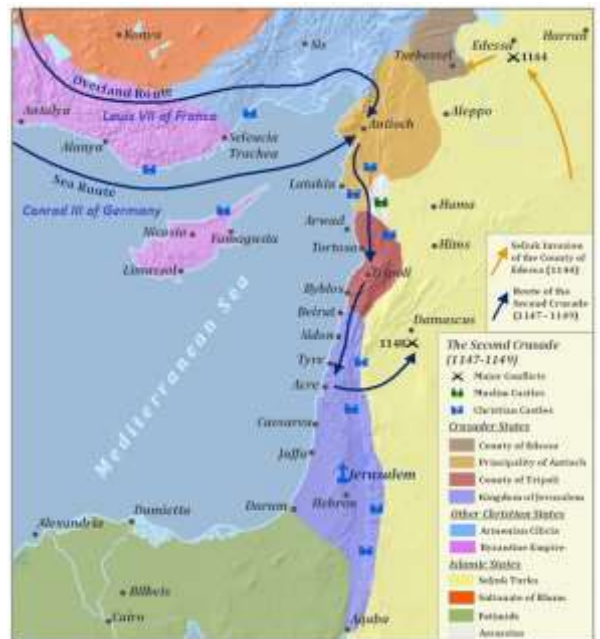 Konya
Sis
Harran
Edessa
1144
Turbessel
Overland Route
Louis VII of France
Antalya
Alanya
Seleucia
Trachea
Antioch
Aleppo
Sea Route
Conrad III of Germany
Latakia
Hama
Nicosia
Famagusta
Limassol
Arwad
Tortosa
Hims
Tripoli
Byblos
Beirut
Sidon
Damascus
1148
Tyre
Acre
Mediterranean Sea
Caesarea
Jaffa
Jerusalem
Hebron
Darum
Damietta
Alexandria
Bilbeis
Cairo
Aqaba
Seljuk Invasion
of the County of
Edessa (1144)
Route of the
Second Crusade
(1147-1149)
The Second Crusade
(1147-1149)
Major Conflicts
Muslim Castles
Christian Castles
Crusader States
County of Edessa
Principality of Antioch
County of Tripoli
Kingdom of Jerusalem
Other Christian States
Armenian Cilicia
Byzantine Empire
Islamic States
Seljuk Turks
Sultanate of Rhum
Fatimids
Assassins